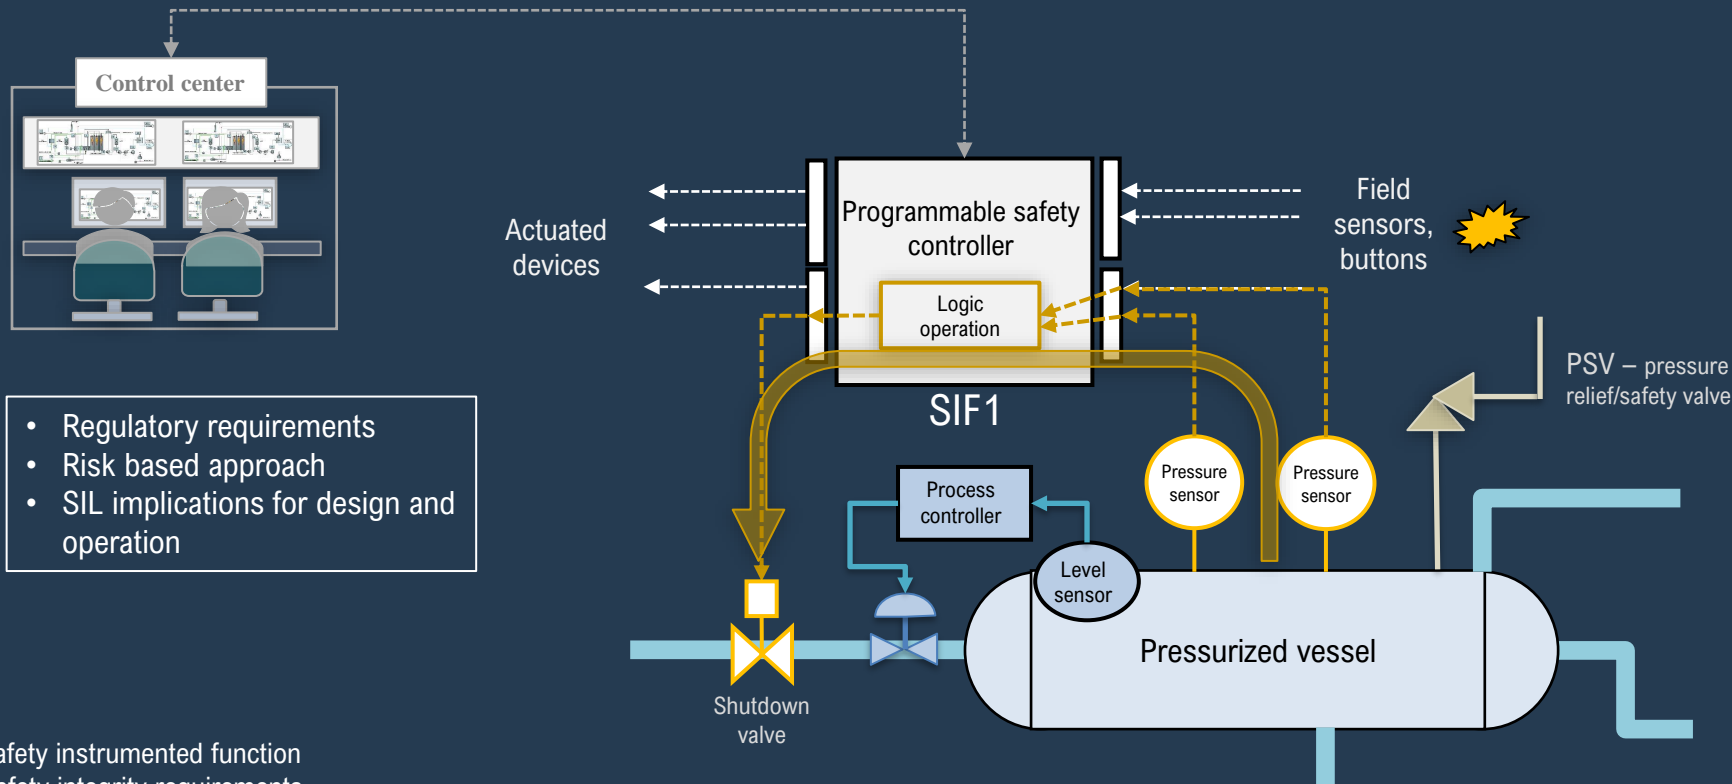 Control center
Programmable safety
controller
Field
sensors,
buttons
Actuated
devices
Logic
operation
PSV – pressure
relief/safety valve
SIF1
• Regulatory requirements
• Risk based approach
• SIL implications for design and
operation
Pressure
sensor
Pressure
sensor
Process
controller
Level
sensor
Pressurized vessel
Shutdown
valve
instrumented function
integrity requirements